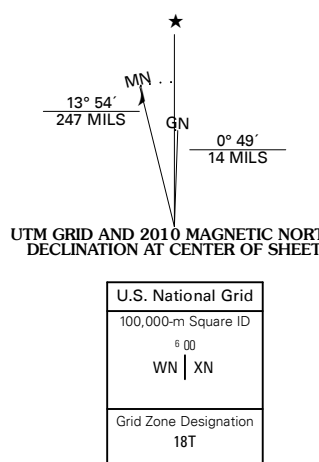 ★
MN
GN
13° 54´
247 MILS
0° 49´
14 MILS
UTM GRID AND 2010 MAGNETIC NORT
DECLINATION AT CENTER OF SHEET
U.S. National Grid
100,000-m Square ID
6 00
WN | XN
Grid Zone Designation
18T